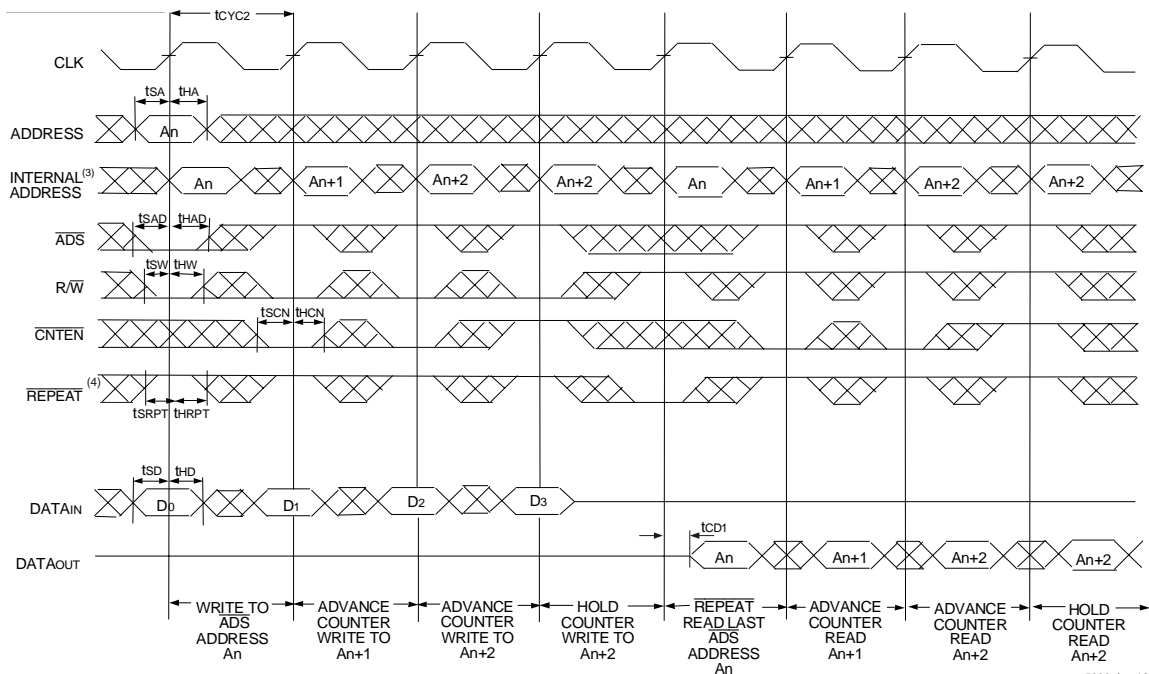 tCYC2
CLK
tSA tHA
ADDRESS An
INTERNAL(3) ADDRESS An An+1 An+2 An+2 An An+1 An+2 An+2
tSAD tHAD
ADS
tSW tHW
R/W
tSCN tHCN
CNTEN
REPEAT (4)
tSRPT tHRPT
tSD tHD
DATAIN D0 D1 D2 D3
tCD1
DATAOUT An An+1 An+2 An+2
WRITE TO
ADS
ADDRESS
An
ADVANCE
COUNTER
WRITE TO
An+1
ADVANCE
COUNTER
WRITE TO
An+2
HOLD
COUNTER
WRITE TO
An+2
REPEAT
READ LAST
ADS
ADDRESS
An
ADVANCE
COUNTER
READ
An+1
ADVANCE
COUNTER
READ
An+2
HOLD
COUNTER
READ
An+2